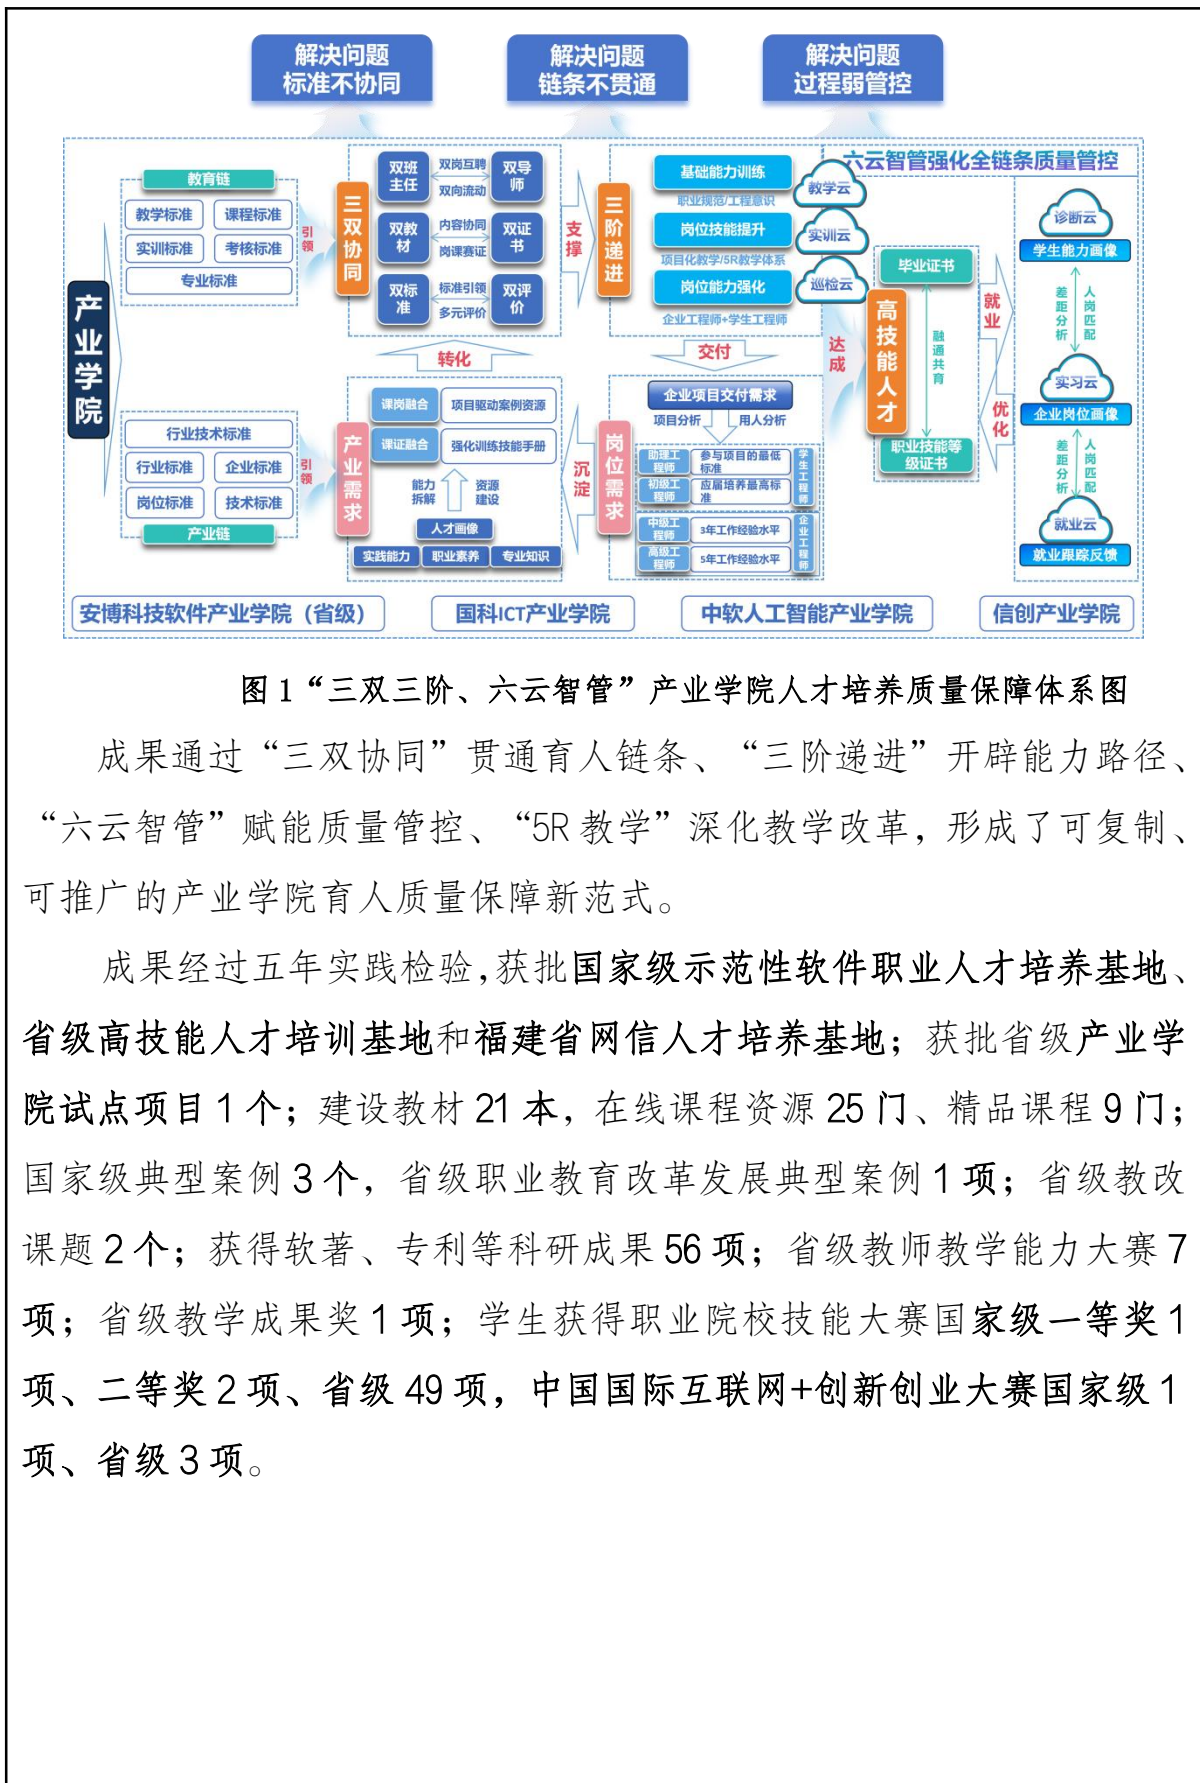 解决问题
标准不协同
解决问题
链条不贯通
解决问题
过程弱管控
产业学院
教育链
教学标准
课程标准
实训标准
考核标准
专业标准
引领
行业技术标准
行业标准
企业标准
岗位标准
技术标准
产业链
引领
三双协同
双班主任
双岗互聘
双向流动
双导师
双教材
内容协同
岗课赛证
双证书
双标准
标准引领
多元评价
双评价
转化
产业需求
课岗融合
项目驱动案例资源
课证融合
强化训练技能手册
能力拆解
资源建设
人才画像
实践能力
职业素养
专业知识
支撑
沉淀
三阶递进
基础能力训练
职业规范/工程意识
岗位技能提升
项目化教学/5R教学体系
岗位能力强化
企业工程师+学生工程师
教学云
实训云
巡检云
交付
岗位需求
企业项目交付需求
项目分析
用人分析
助理工程师
参与项目的最低标准
初级工程师
应届培养最高标准
学生工程师
中级工程师
3年工作经验水平
高级工程师
5年工作经验水平
企业工程师
达成
六云智管强化全链条质量管控
高技能人才
毕业证书
融通共育
职业技能等级证书
就业
优化
诊断云
学生能力画像
差距分析
人岗匹配
实习云
企业岗位画像
差距分析
人岗匹配
就业云
就业跟踪反馈
安博科技软件产业学院（省级）
国科ICT产业学院
中软人工智能产业学院
信创产业学院
图 1“三双三阶、六云智管”产业学院人才培养质量保障体系图
成果通过“三双协同”贯通育人链条、“三阶递进”开辟能力路径、
“六云智管”赋能质量管控、“5R 教学”深化教学改革，形成了可复制、
可推广的产业学院育人质量保障新范式。
成果经过五年实践检验，获批国家级示范性软件职业人才培养基地、
省级高技能人才培训基地和福建省网信人才培养基地；获批省级产业学
院试点项目 1 个；建设教材 21 本，在线课程资源 25 门、精品课程 9 门；
国家级典型案例 3 个，省级职业教育改革发展典型案例 1 项；省级教改
课题 2 个；获得软著、专利等科研成果 56 项；省级教师教学能力大赛 7
项；省级教学成果奖 1 项；学生获得职业院校技能大赛国家级一等奖 1
项、二等奖 2 项、省级 49 项，中国国际互联网+创新创业大赛国家级 1
项、省级 3 项。